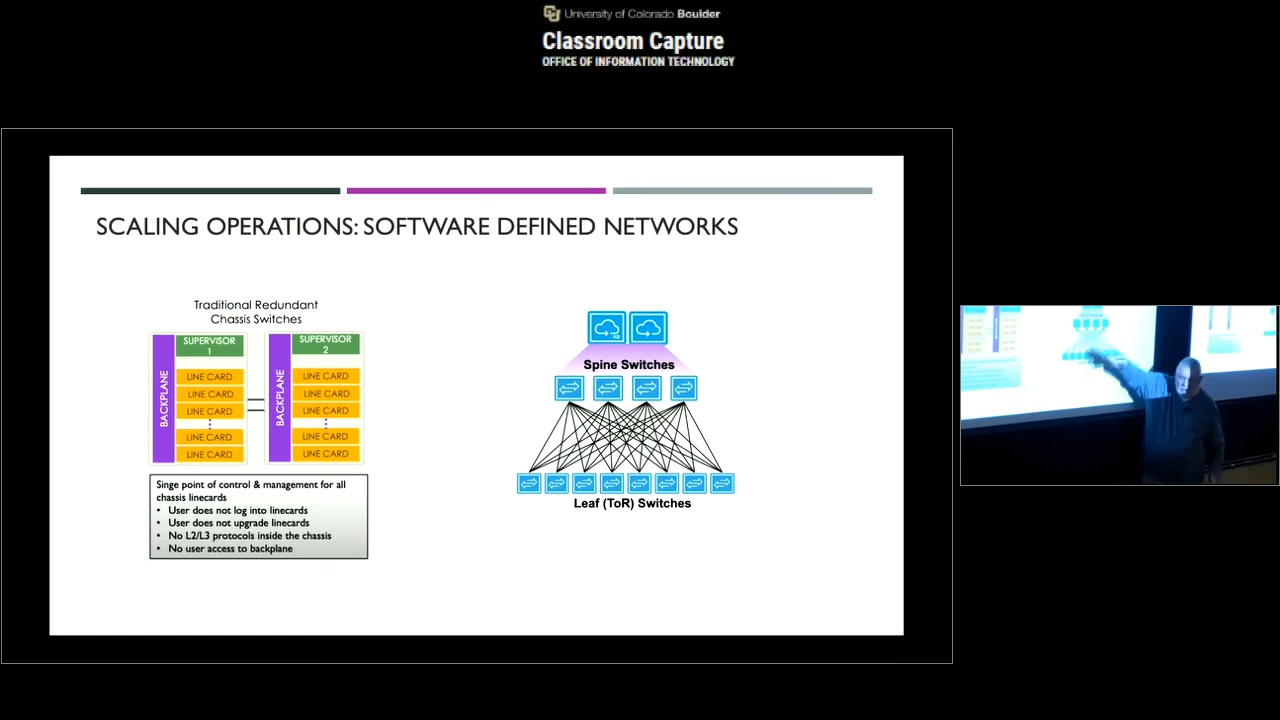 University of Colorado Boulder
Classroom Capture
OFFICE OF INFORMATION TECHNOLOGY
SCALING OPERATIONS: SOFTWARE DEFINED NETWORKS
Traditional Redundant
Chassis Switches
BACKPLANE
SUPERVISOR
1
LINE CARD
LINE CARD
LINE CARD
LINE CARD
LINE CARD
BACKPLANE
SUPERVISOR
2
LINE CARD
LINE CARD
LINE CARD
LINE CARD
LINE CARD
Singe point of control & management for all
chassis linecards
• User does not log into linecards
• User does not upgrade linecards
• No L2/L3 protocols inside the chassis
• No user access to backplane
Spine Switches
Leaf (ToR) Switches